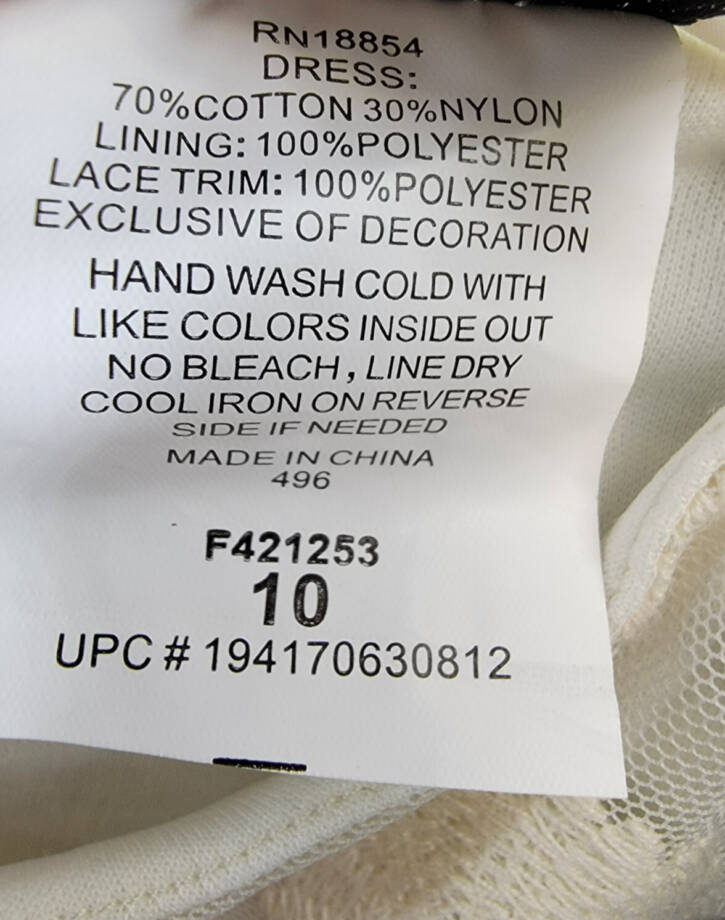 RN18854
DRESS:
70%COTTON 30%NYLON
LINING: 100%POLYESTER
LACE TRIM: 100%POLYESTER
EXCLUSIVE OF DECORATION
HAND WASH COLD WITH
LIKE COLORS INSIDE OUT
NO BLEACH, LINE DRY
COOL IRON ON REVERSE
SIDE IF NEEDED
MADE IN CHINA
496
F421253
10
UPC # 194170630812